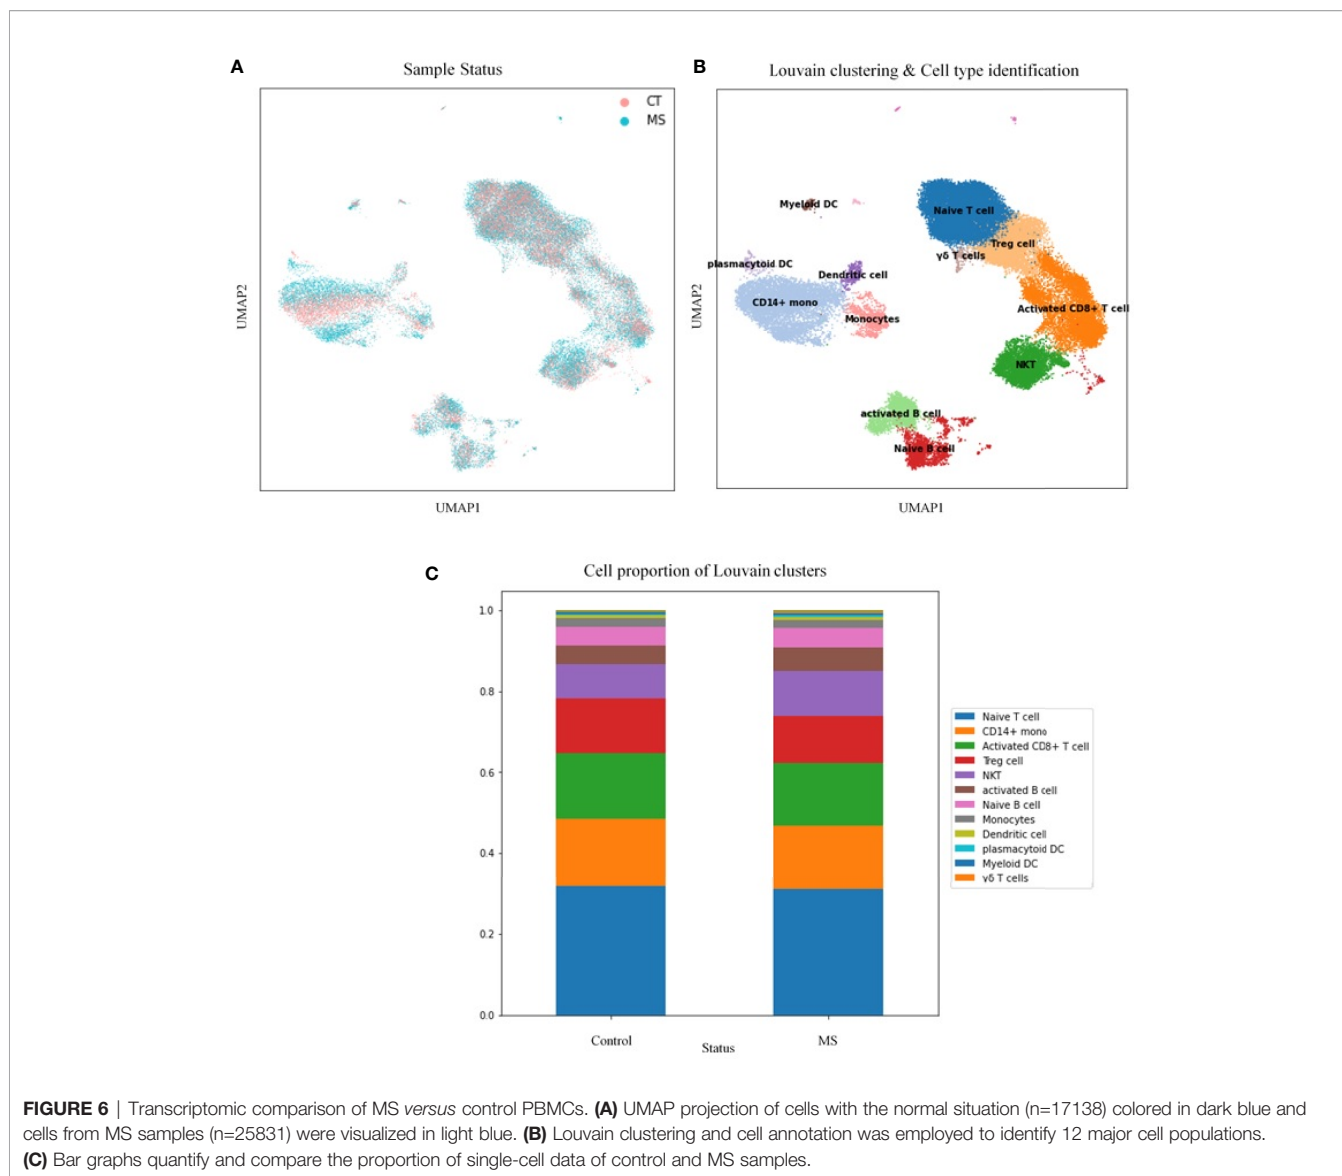 A
Sample Status
CT
MS
UMAP2
UMAP1
B
Louvain clustering & Cell type identification
Naive T cell
Myeloid DC
Treg cell
γδ T cells
plasmacytoid DC
Dendritic cell
CD14+ mono
Activated CD8+ T cell
Monocytes
NKT
activated B cell
Naive B cell
UMAP2
UMAP1
C
Cell proportion of Louvain clusters
1.0
0.8
0.6
0.4
0.2
0.0
Control
MS
Status
Naive T cell
CD14+ mono
Activated CD8+ T cell
Treg cell
NKT
activated B cell
Naive B cell
Monocytes
Dendritic cell
plasmacytoid DC
Myeloid DC
γδ T cells
FIGURE 6 | Transcriptomic comparison of MS versus control PBMCs. (A) UMAP projection of cells with the normal situation (n=17138) colored in dark blue and
cells from MS samples (n=25831) were visualized in light blue. (B) Louvain clustering and cell annotation was employed to identify 12 major cell populations.
(C) Bar graphs quantify and compare the proportion of single-cell data of control and MS samples.